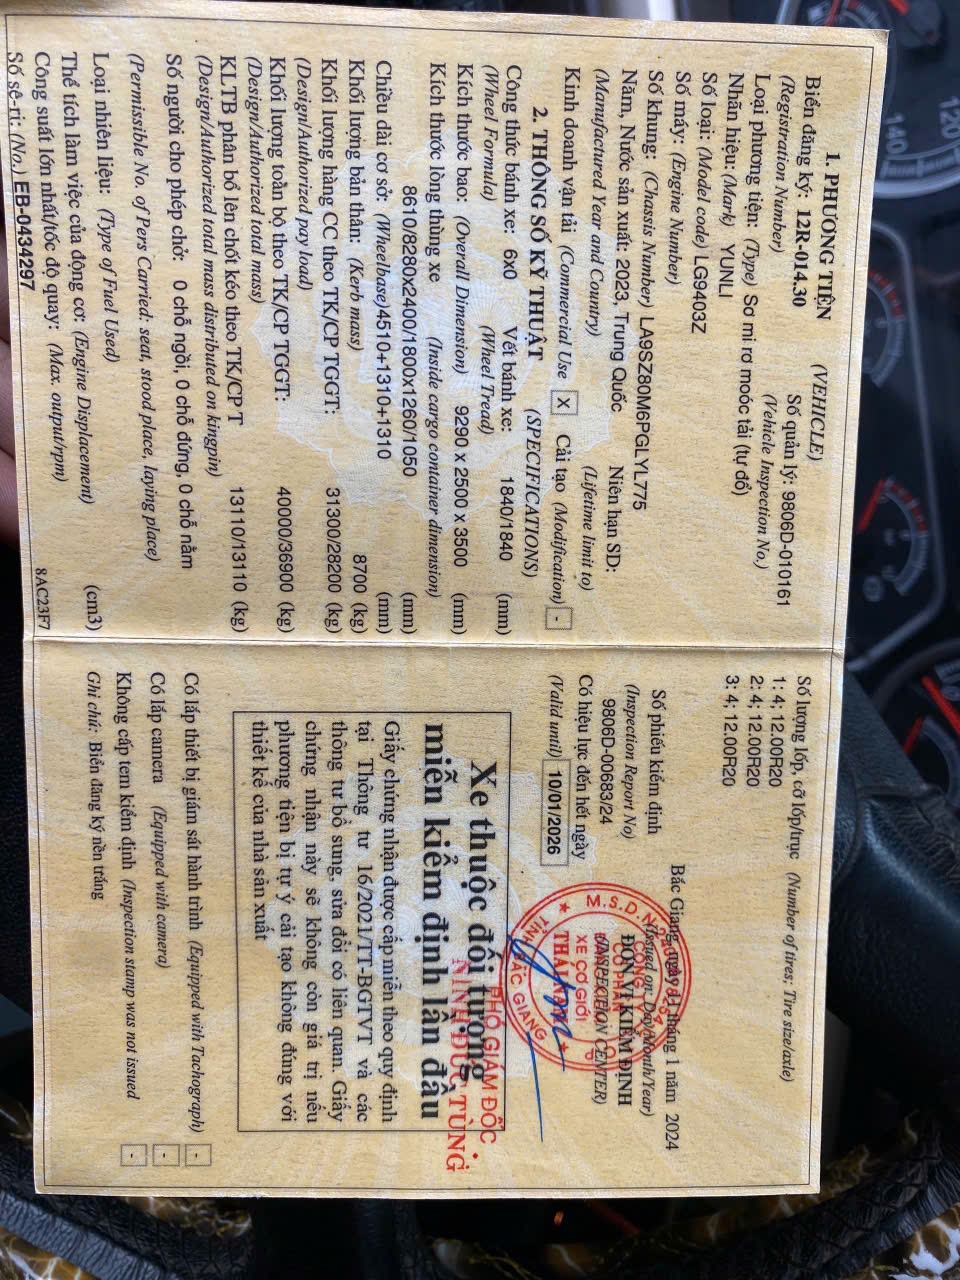 1. PHƯƠNG TIỆN (VEHICLE)
Biển đăng ký: 12R-014.30 Số quản lý: 9806D-010161
(Registration Number) (Vehicle Inspection No.)
Loại phương tiện: (Type) Sơ mi rơ moóc tải (tự đổ)
Nhãn hiệu: (Mark) YUNLI
Số loại: (Model code) LG9403Z
Số máy: (Engine Number)
Số khung: (Chassis Number) LA9SZ80M6PGLYL775
Năm, Nước sản xuất: 2023, Trung Quốc Niên hạn SD:
(Manufactured Year and Country) (Lifetime limit to)
Kinh doanh vận tải (Commercial Use X Cải tạo (Modification) -
2. THÔNG SỐ KỸ THUẬT (SPECIFICATIONS)
Công thức bánh xe: 6x0 Vết bánh xe: 1840/1840 (mm)
(Wheel Formula) (Wheel Tread)
Kích thước bao: (Overall Dimension) 9290 x 2500 x 3500 (mm)
Kích thước lòng thùng xe (Inside cargo container dimension)
8610/8280x2400/1800x1260/1050 (mm)
Chiều dài cơ sở: (Wheelbase)4510+1310+1310 (mm)
Khối lượng bản thân: (Kerb mass) 8700 (kg)
Khối lượng hàng CC theo TK/CP TGGT: 31300/28200 (kg)
(Design/Authorized pay load)
Khối lượng toàn bộ theo TK/CP TGGT: 40000/36900 (kg)
(Design/Authorized total mass)
KLTB phân bổ lên chốt kéo theo TK/CPT 13110/13110 (kg)
(Design/Authorized total mass distributed on kingpin)
Số người cho phép chở: 0 chỗ ngồi, 0 chỗ đứng, 0 chỗ nằm
(Permissible No. of Pers Carried: seat, stood place, laying place)
Loại nhiên liệu: (Type of Fuel Used)
Thể tích làm việc của động cơ: (Engine Displacement) (cm3)
Công suất lớn nhất/tốc độ quay: (Max. output/rpm)
Số sê-ri: (No.) EB-0434297 8AC23F7
Số lượng lốp, cỡ lốp/trục (Number of tires; Tire size/axle)
1: 4; 12.00R20
2: 4; 12.00R20
3: 4; 12.00R20
Bắc Giang, ngày 11 tháng 1 năm 2024
(Issued on: Day/Month/Year)
Số phiếu kiểm định ĐƠN VỊ KIỂM ĐỊNH
(Inspection Report No) (INSPECTION CENTER)
9806D-00683/24
Có hiệu lực đến hết ngày
(Valid until) 10/01/2026
CÔNG TY
CỔ PHẦN
XE CƠ GIỚI
TỈNH BẮC GIANG
PHÓ GIÁM ĐỐC
NINH ĐỨC TÙNG
Xe thuộc đối tượng
miễn kiểm định lần đầu
Giấy chứng nhận được cấp miễn theo quy định
tại Thông tư 16/2021/TT-BGTVT và các
thông tư bổ sung, sửa đổi có liên quan. Giấy
chứng nhận này sẽ không còn giá trị nếu
phương tiện bị tự ý cải tạo không đúng với
thiết kế của nhà sản xuất
Có lắp thiết bị giám sát hành trình (Equipped with Tachograph) -
Có lắp camera (Equipped with camera) -
Không cấp tem kiểm định (Inspection stamp was not issued -
Ghi chú: Biển đăng ký nền trắng
140
120